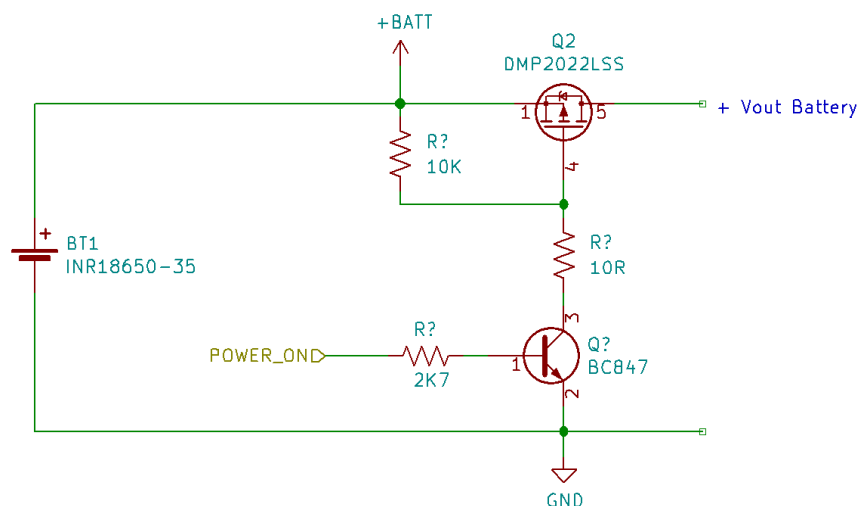 +BATT
Q2
DMP2022LSS
1
5
+ Vout Battery
R?
10K
4
+
BT1
INR18650-35
R?
10R
3
R?
POWER_ON
1
Q?
BC847
2K7
2
GND